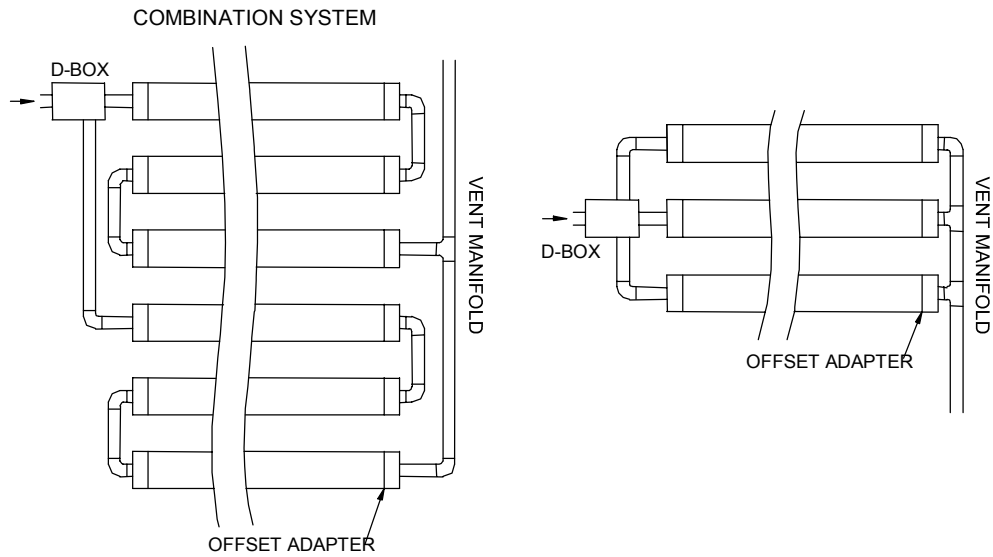 COMBINATION SYSTEM
D-BOX
VENT MANIFOLD
OFFSET ADAPTER
D-BOX
VENT MANIFOLD
OFFSET ADAPTER